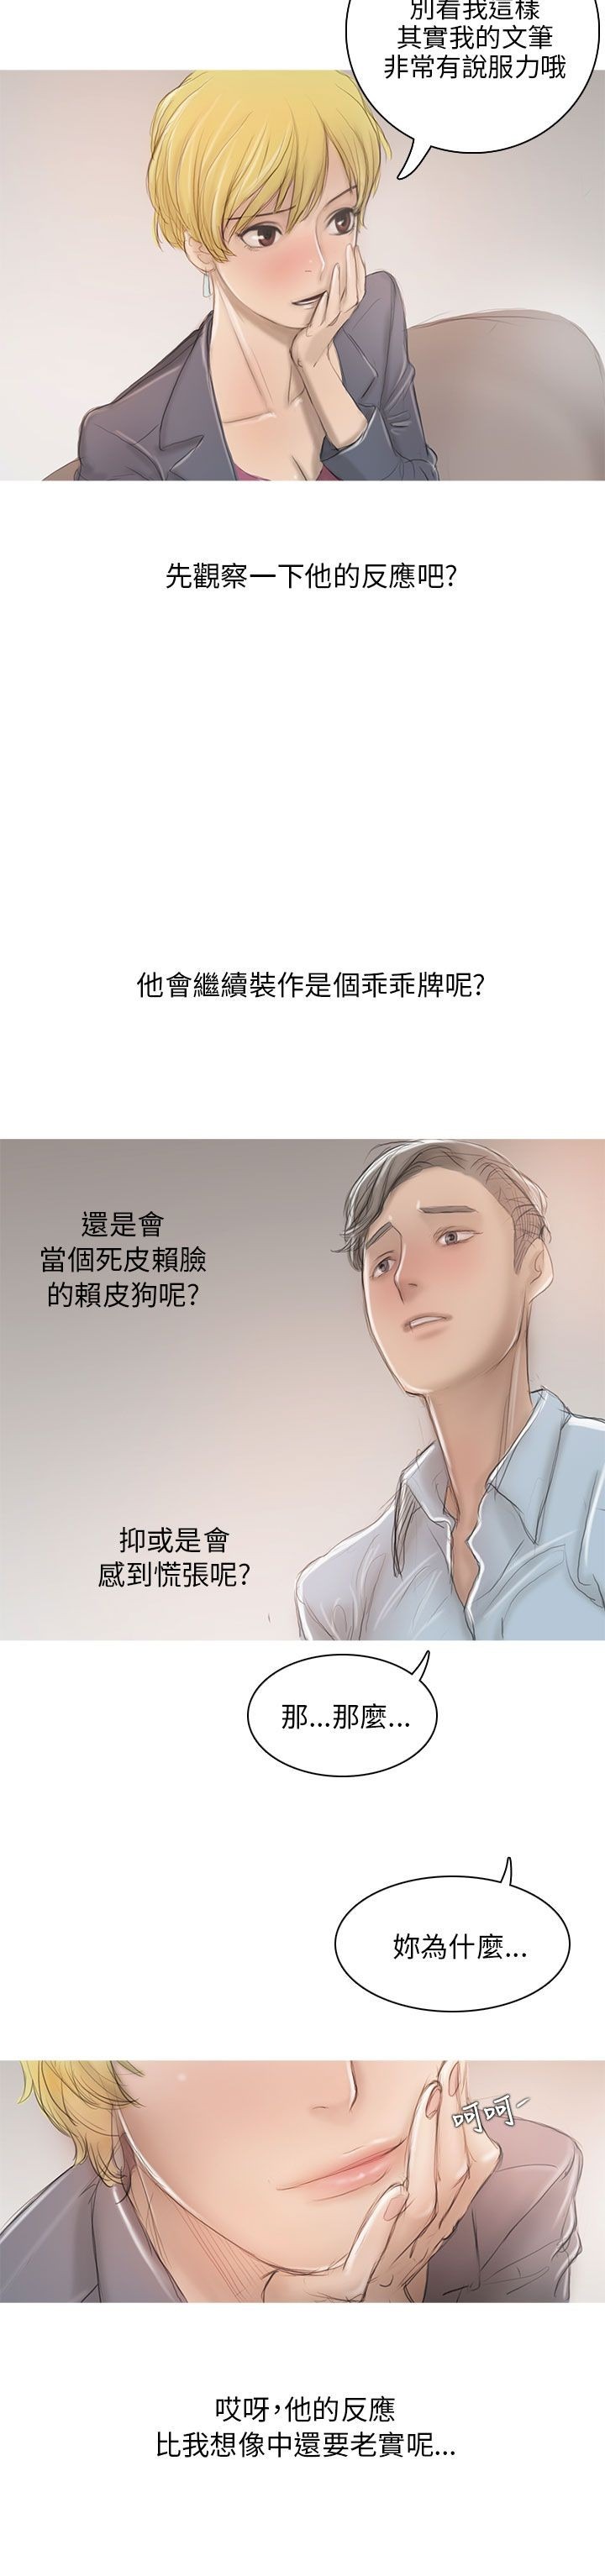 別看我這樣
其實我的文筆
非常有說服力哦
先觀察一下他的反應吧?
他會繼續裝作是個乖乖牌呢?
還是會
當個死皮賴臉
的賴皮狗呢?
抑或是會
感到慌張呢?
那...那麼...
妳為什麼...
呵呵~
哎呀,他的反應
比我想像中還要老實呢...